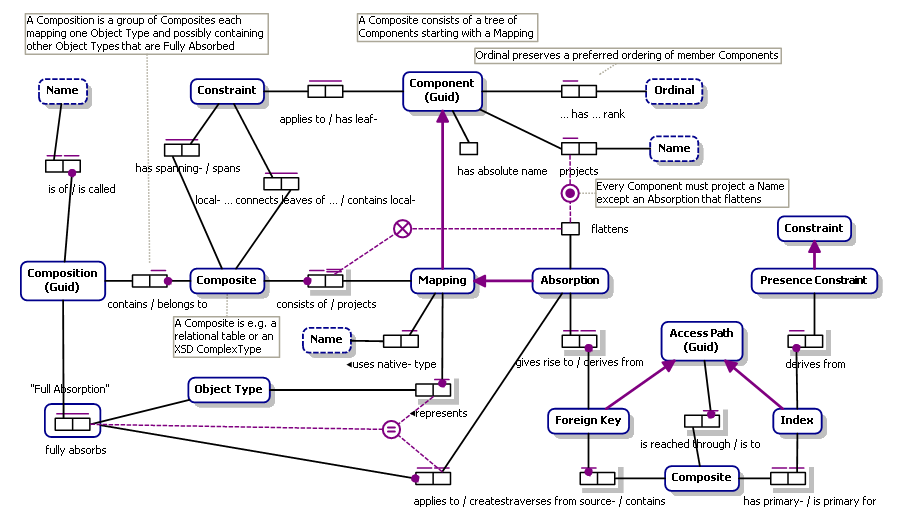 A Composition is a group of Composites each
mapping one Object Type and possibly containing
other Object Types that are Fully Absorbed
A Composite consists of a tree of
Components starting with a Mapping
Ordinal preserves a preferred ordering of member Components
Name
Constraint
Component
(Guid)
Ordinal
applies to / has leaf-
... has ... rank
has spanning- / spans
has absolute name
projects
Name
is of / is called
local- ... connects leaves of ... / contains local-
Every Component must project a Name
except an Absorption that flattens
flattens
Constraint
Composition
(Guid)
Composite
Mapping
Absorption
Presence Constraint
contains / belongs to
consists of / projects
A Composite is e.g. a
relational table or an
XSD ComplexType
Name
Access Path
(Guid)
◂uses native- type
gives rise to / derives from
derives from
"Full Absorption"
Object Type
◂represents
Foreign Key
Index
fully absorbs
is reached through / is to
Composite
applies to / creates
traverses from source- / contains
has primary- / is primary for